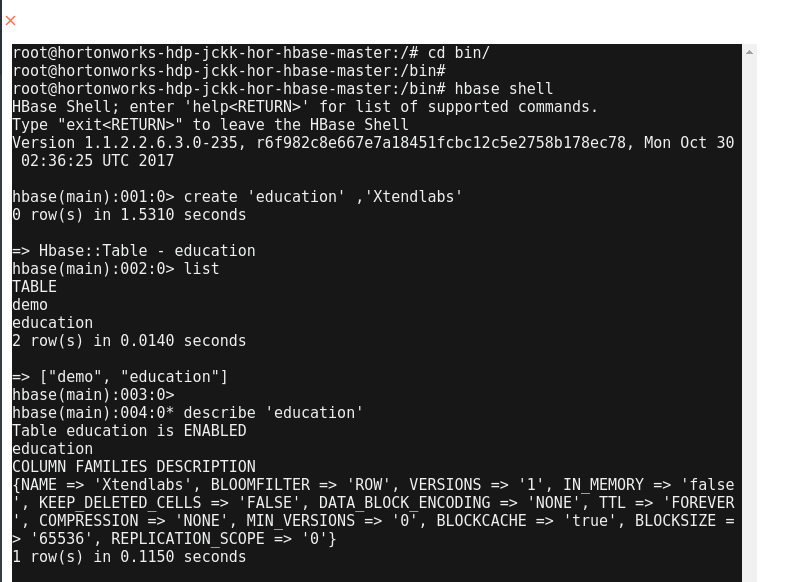 root@hortonworks-hdp-jckk-hor-hbase-master:/# cd bin/
root@hortonworks-hdp-jckk-hor-hbase-master:/bin#
root@hortonworks-hdp-jckk-hor-hbase-master:/bin# hbase shell
HBase Shell; enter 'help<RETURN>' for list of supported commands.
Type "exit<RETURN>" to leave the HBase Shell
Version 1.1.2.2.6.3.0-235, r6f982c8e667e7a18451fcbc12c5e2758b178ec78, Mon Oct 30
 02:36:25 UTC 2017
hbase(main):001:0> create 'education' ,'Xtendlabs'
0 row(s) in 1.5310 seconds
=> Hbase::Table - education
hbase(main):002:0> list
TABLE
demo
education
2 row(s) in 0.0140 seconds
=> ["demo", "education"]
hbase(main):003:0>
hbase(main):004:0* describe 'education'
Table education is ENABLED
education
COLUMN FAMILIES DESCRIPTION
{NAME => 'Xtendlabs', BLOOMFILTER => 'ROW', VERSIONS => '1', IN_MEMORY => 'false
', KEEP_DELETED_CELLS => 'FALSE', DATA_BLOCK_ENCODING => 'NONE', TTL => 'FOREVER
', COMPRESSION => 'NONE', MIN_VERSIONS => '0', BLOCKCACHE => 'true', BLOCKSIZE =
> '65536', REPLICATION_SCOPE => '0'}
1 row(s) in 0.1150 seconds